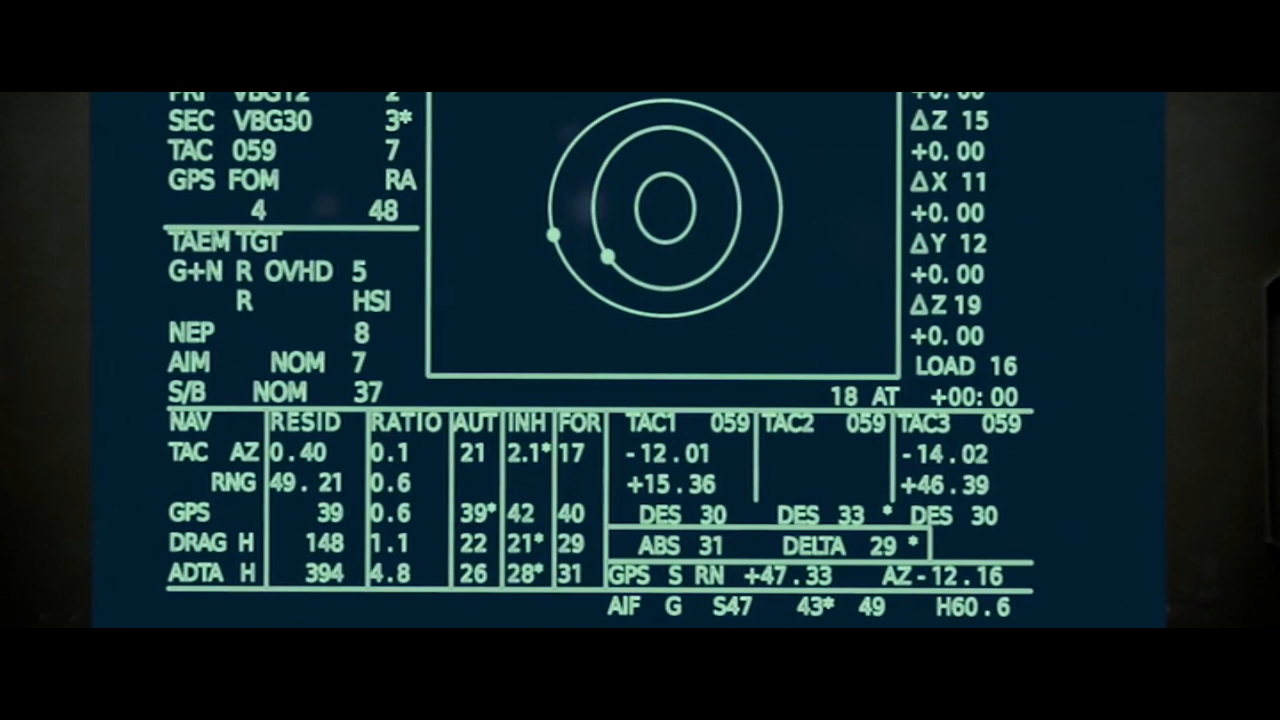 PRI VBG12 2
SEC VBG30 3*
TAC 059 7
GPS FOM RA
4 48
TAEM TGT
G+N R OVHD 5
R HSI
NEP 8
AIM NOM 7
S/B NOM 37
+0. 00
ΔZ 15
+0. 00
ΔX 11
+0. 00
ΔY 12
+0. 00
ΔZ 19
+0. 00
LOAD 16
18 AT +00: 00
NAV RESID RATIO AUT INH FOR TAC1 059 TAC2 059 TAC3 059
TAC AZ 0.40 0.1 21 2.1* 17 -12.01 -14.02
RNG 49.21 0.6 +15.36 +46.39
GPS 39 0.6 39* 42 40 DES 30 DES 33 * DES 30
DRAG H 148 1.1 22 21* 29 ABS 31 DELTA 29 *
ADTA H 394 4.8 26 28* 31 GPS S RN +47.33 AZ-12.16
AIF G S47 43* 49 H60.6